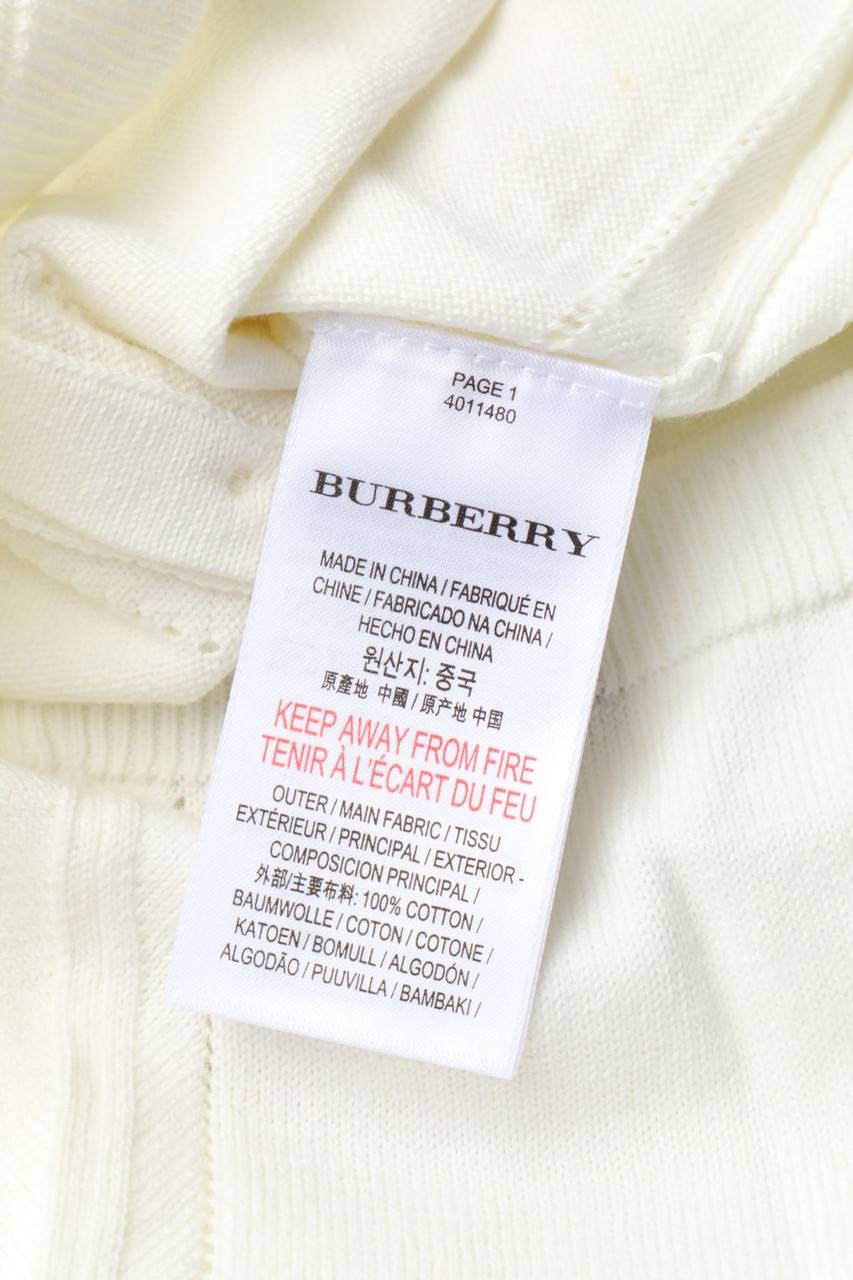 PAGE 1
4011480
BURBERRY
MADE IN CHINA / FABRIQUÉ EN
CHINE / FABRICADO NA CHINA /
HECHO EN CHINA
원산지: 중국
原產地 中國 / 原产地 中国
KEEP AWAY FROM FIRE
TENIR À L'ÉCART DU FEU
OUTER / MAIN FABRIC / TISSU
EXTÉRIEUR / PRINCIPAL / EXTERIOR -
COMPOSICION PRINCIPAL /
外部/主要布料: 100% COTTON /
BAUMWOLLE / COTON / COTONE /
KATOEN / BOMULL / ALGODÓN /
ALGODÃO / PUUVILLA / BAMBAKI /